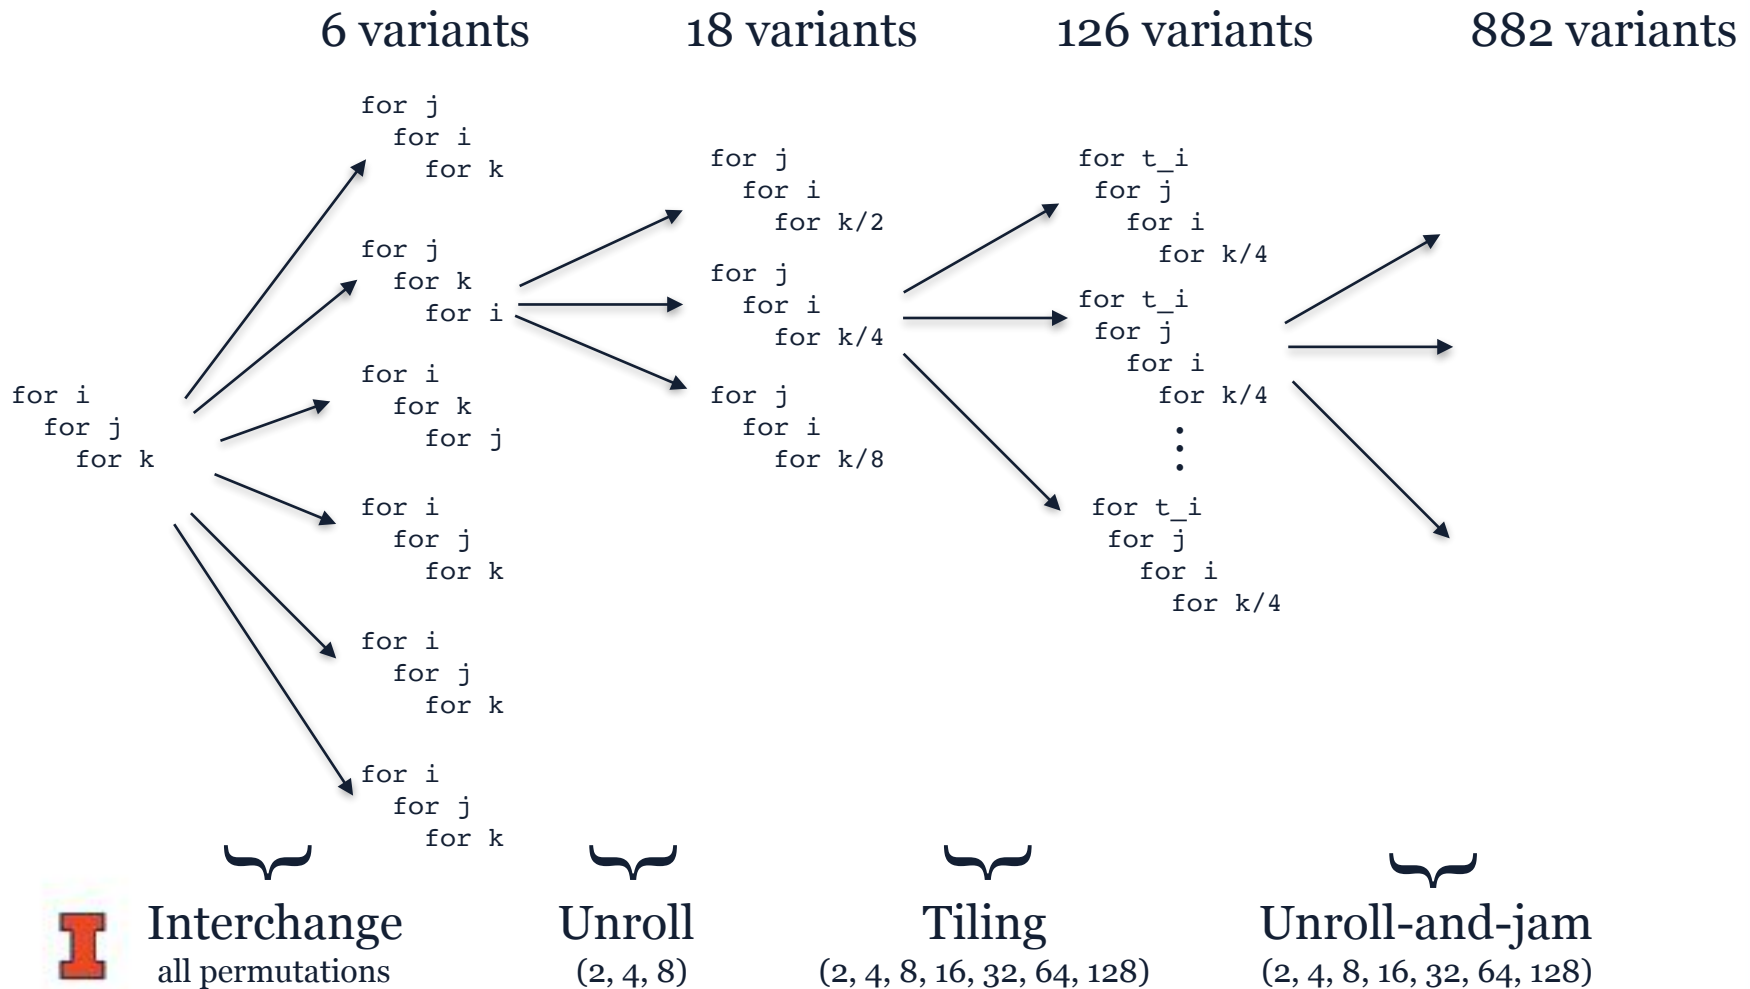 6 variants
18 variants
126 variants
882 variants
for i
for j
for k
for j
for i
for k
for j
for k
for i
for i
for k
for j
for i
for j
for k
for i
for j
for k
for i
for j
for k
for j
for i
for k/2
for j
for i
for k/4
for j
for i
for k/8
for t_i
for j
for i
for k/4
for t_i
for j
for i
for k/4
for t_i
for j
for i
for k/4
I
Interchange
all permutations
Unroll
(2, 4, 8)
Tiling
(2, 4, 8, 16, 32, 64, 128)
Unroll-and-jam
(2, 4, 8, 16, 32, 64, 128)